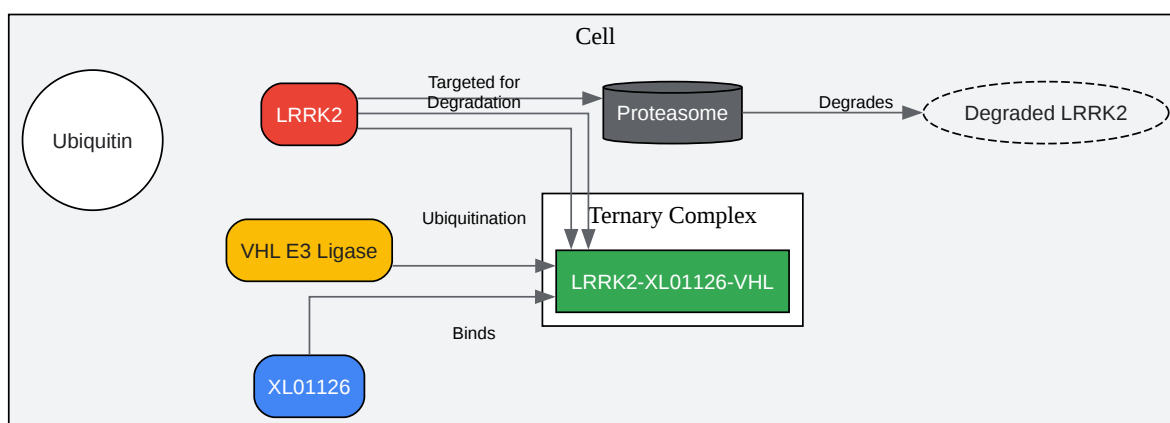 Cell
Ubiquitin
LRRK2
Targeted for
Degradation
Proteasome
Degrades
Degraded LRRK2
VHL E3 Ligase
Ubiquitination
Ternary Complex
LRRK2-XL01126-VHL
Binds
XL01126